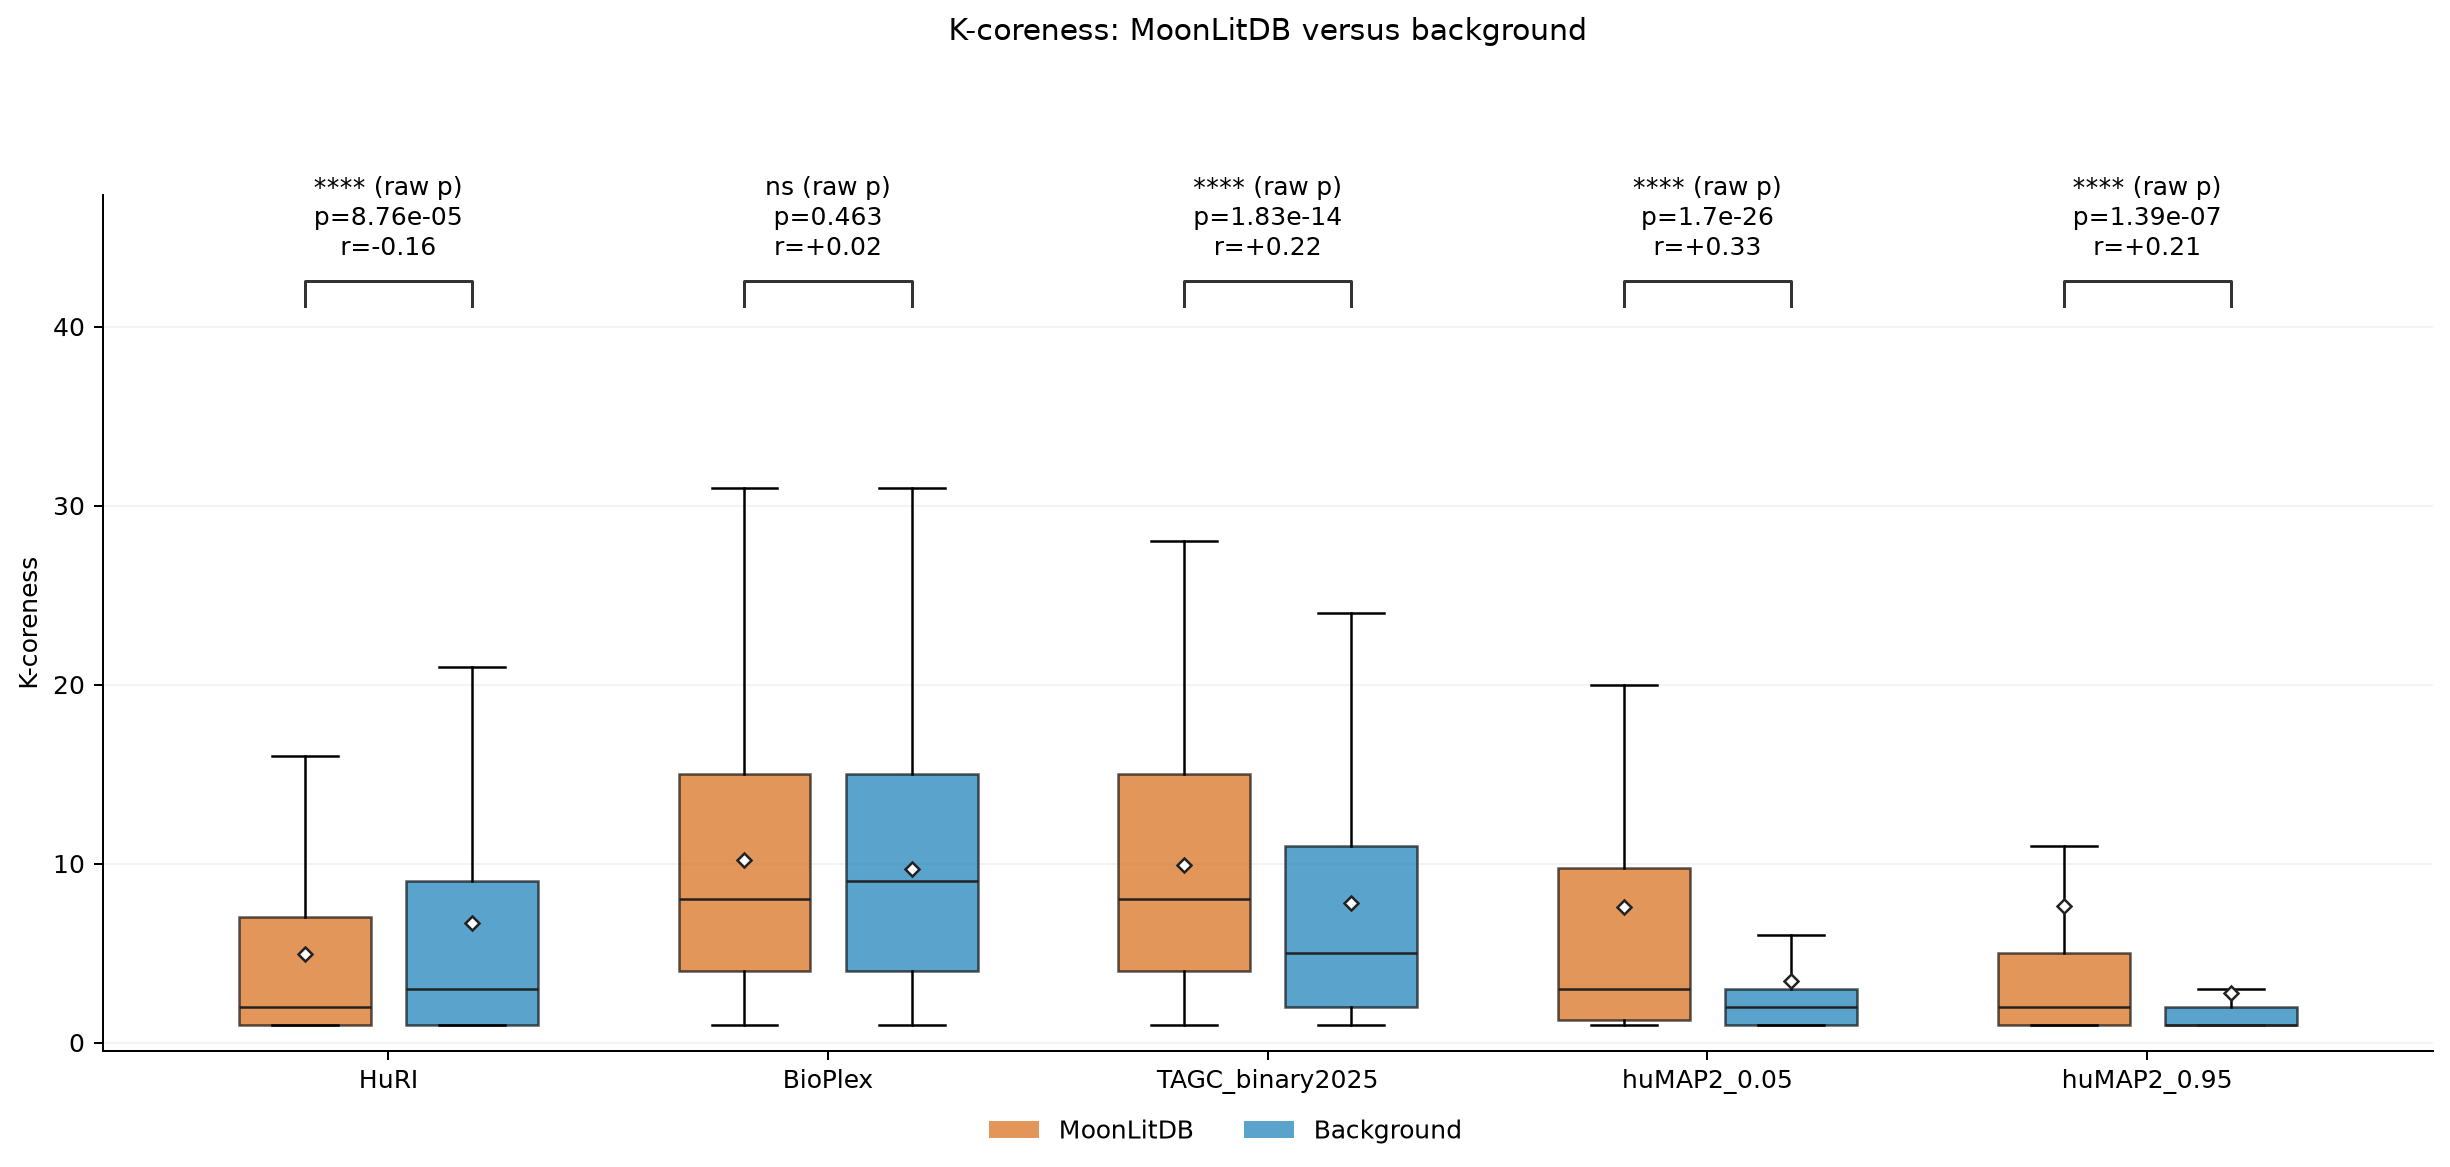 K-coreness: MoonLitDB versus background
**** (raw p)
p=8.76e-05
r=-0.16
ns (raw p)
p=0.463
r=+0.02
**** (raw p)
p=1.83e-14
r=+0.22
**** (raw p)
p=1.7e-26
r=+0.33
**** (raw p)
p=1.39e-07
r=+0.21
K-coreness
40
30
20
10
0
HuRI
BioPlex
TAGC_binary2025
huMAP2_0.05
huMAP2_0.95
MoonLitDB
Background